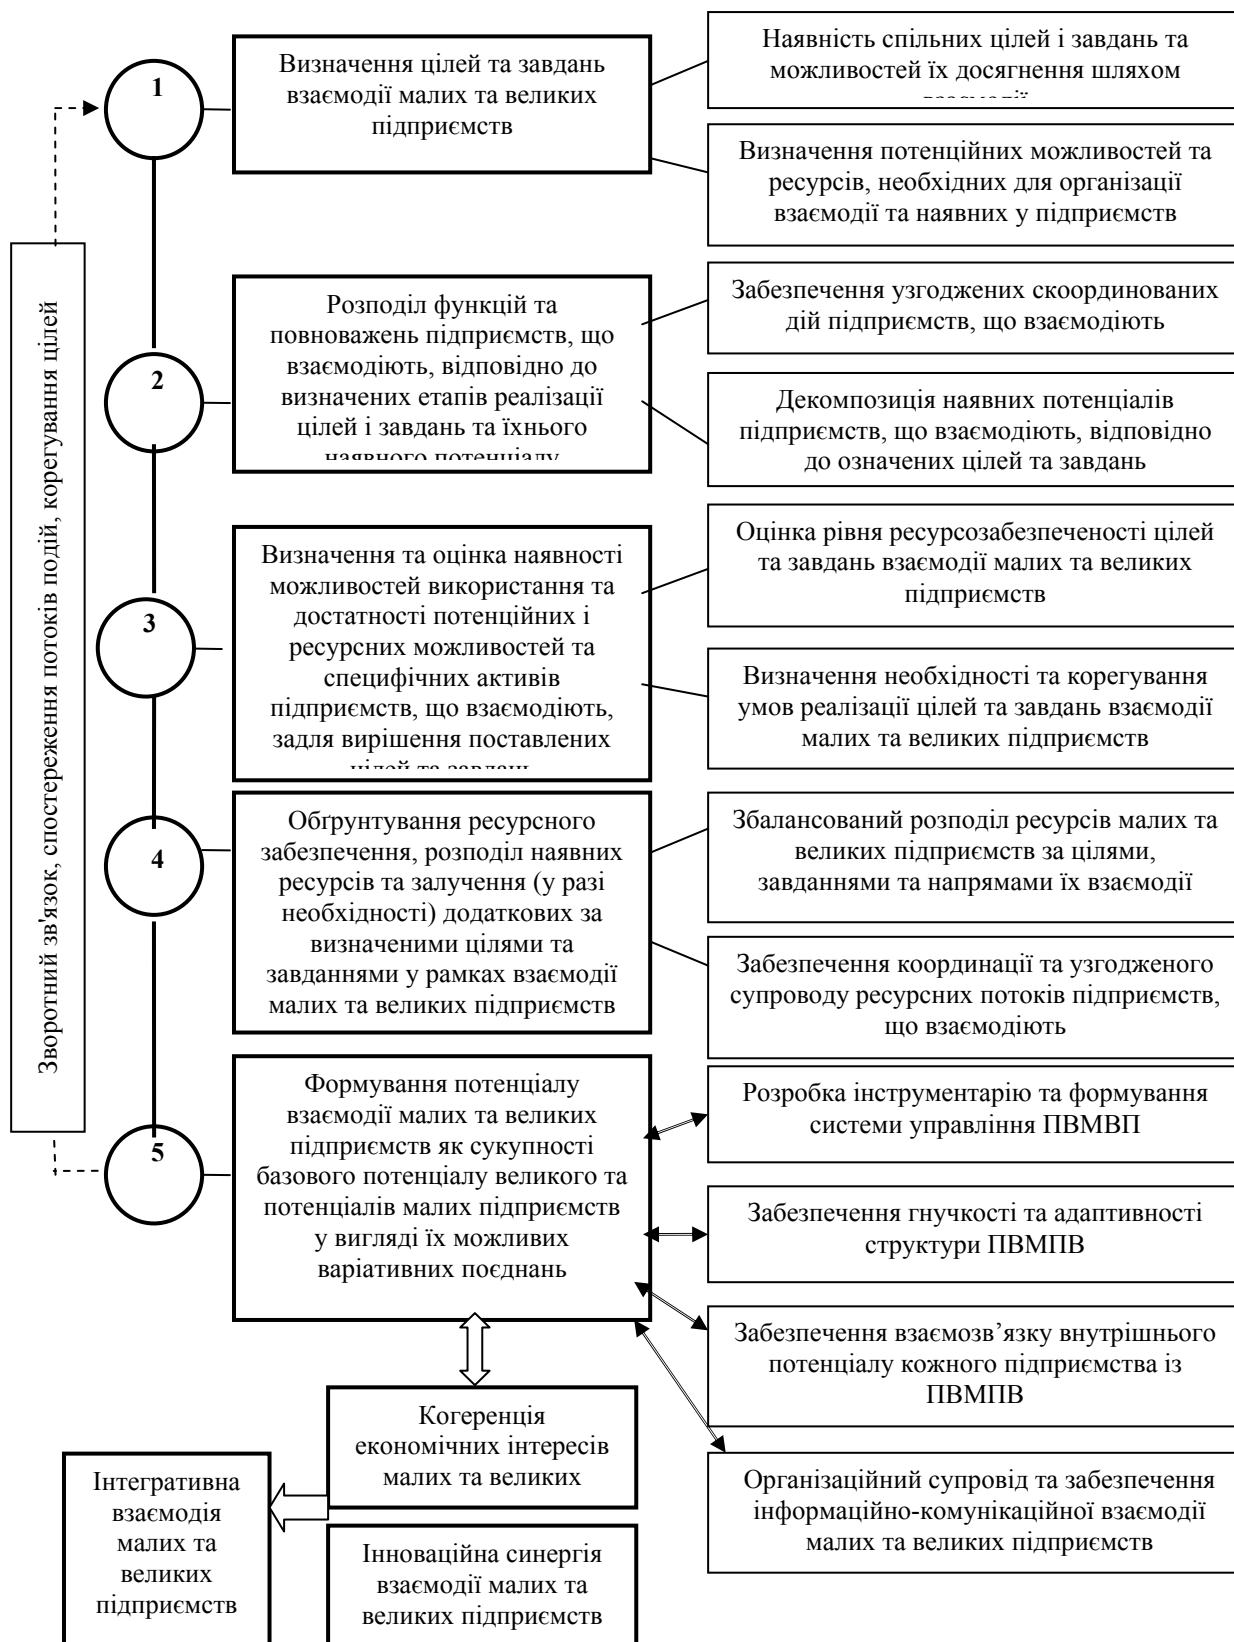 1
Визначення цілей та завдань
взаємодії малих та великих
підприємств
Наявність спільних цілей і завдань та
можливостей їх досягнення шляхом
Визначення потенційних можливостей та
ресурсів, необхідних для організації
взаємодії та наявних у підприємств
Зворотний зв'язок, спостереження потоків подій, корегування цілей
2
Розподіл функцій та
повноважень підприємств, що
взаємодіють, відповідно до
визначених етапів реалізації
цілей і завдань та їхнього
наявного потенціалу
Забезпечення узгоджених скоординованих
дій підприємств, що взаємодіють
Декомпозиція наявних потенціалів
підприємств, що взаємодіють, відповідно
до означених цілей та завдань
3
Визначення та оцінка наявності
можливостей використання та
достатності потенційних і
ресурсних можливостей та
специфічних активів
підприємств, що взаємодіють,
задля вирішення поставлених
цілей та завдань
Оцінка рівня ресурсозабезпеченості цілей
та завдань взаємодії малих та великих
підприємств
Визначення необхідності та корегування
умов реалізації цілей та завдань взаємодії
малих та великих підприємств
4
Обґрунтування ресурсного
забезпечення, розподіл наявних
ресурсів та залучення (у разі
необхідності) додаткових за
визначеними цілями та
завданнями у рамках взаємодії
малих та великих підприємств
Збалансований розподіл ресурсів малих та
великих підприємств за цілями,
завданнями та напрямами їх взаємодії
Забезпечення координації та узгодженого
супроводу ресурсних потоків підприємств,
що взаємодіють
5
Формування потенціалу
взаємодії малих та великих
підприємств як сукупності
базового потенціалу великого та
потенціалів малих підприємств
у вигляді їх можливих
варіативних поєднань
Розробка інструментарію та формування
системи управління ПВМВП
Забезпечення гнучкості та адаптивності
структури ПВМПВ
Забезпечення взаємозв’язку внутрішнього
потенціалу кожного підприємства із
ПВМПВ
Організаційний супровід та забезпечення
інформаційно-комунікаційної взаємодії
малих та великих підприємств
Когеренція
економічних інтересів
малих та великих
Інтегративна
взаємодія
малих та
великих
підприємств
Інноваційна синергія
взаємодії малих та
великих підприємств